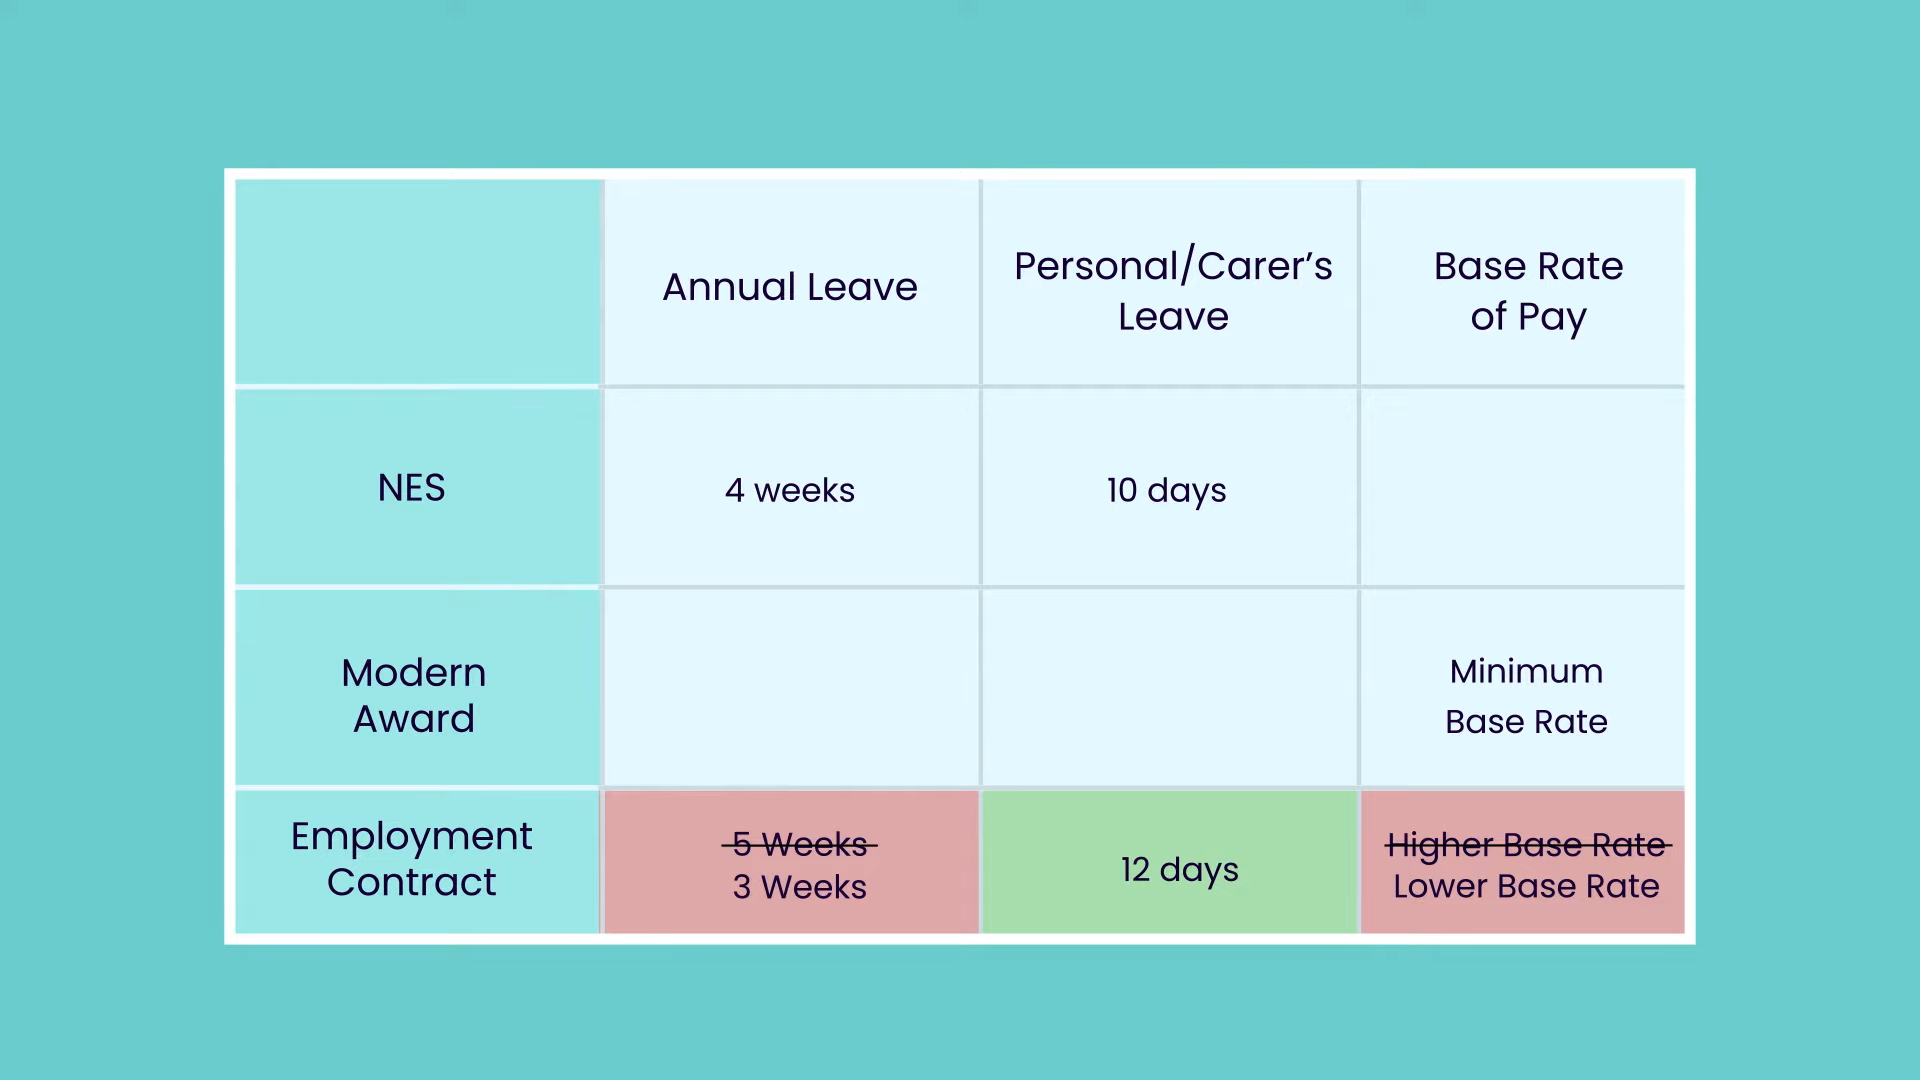 Annual Leave
Personal/Carer’s
Leave
Base Rate
of Pay
NES
4 weeks
10 days
Modern
Award
Minimum
Base Rate
Employment
Contract
5 Weeks
3 Weeks
12 days
Higher Base Rate
Lower Base Rate